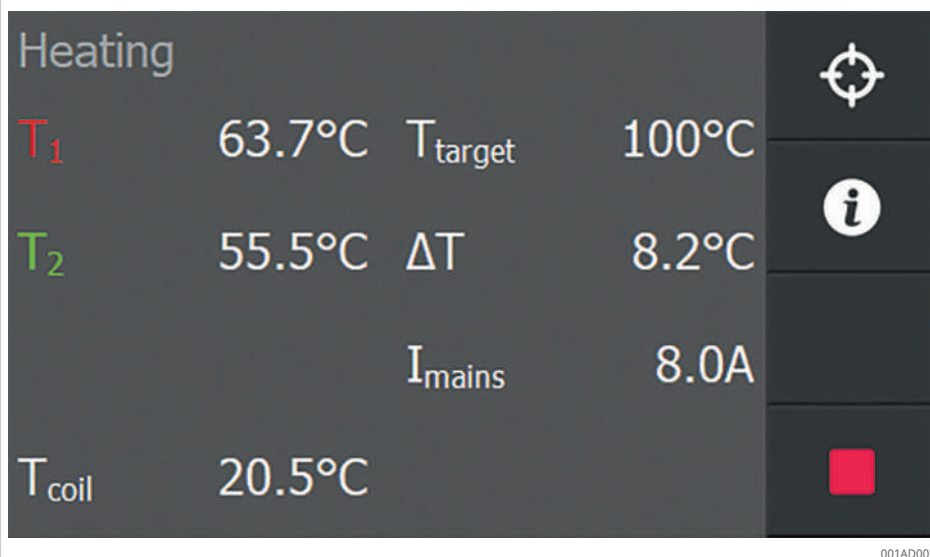 Heating
T1 63.7°C Ttarget 100°C
T2 55.5°C ΔT 8.2°C
Imains 8.0A
Tcoil 20.5°C
i
001AD00